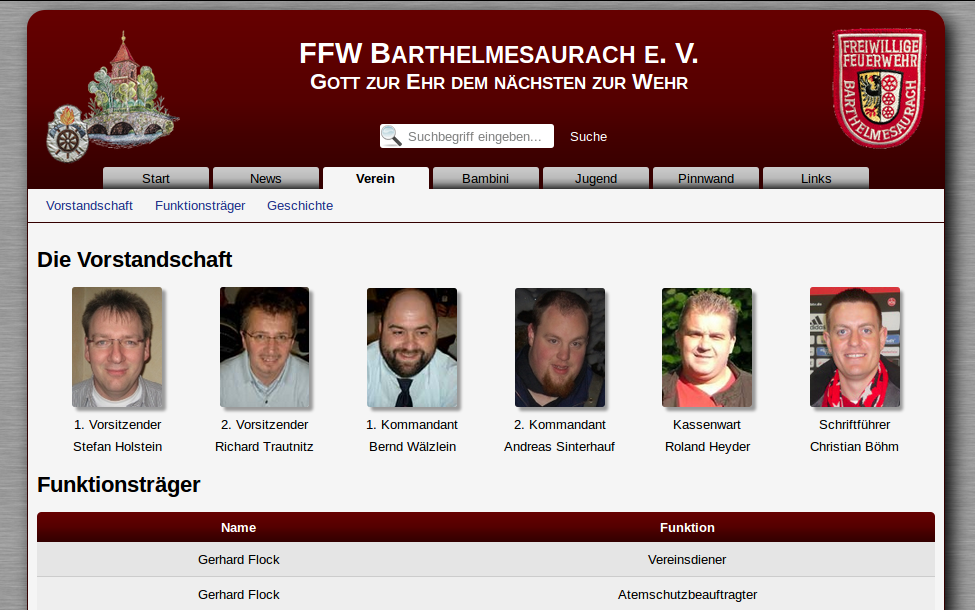 FFW BARTHELMESAURACH E. V.
GOTT ZUR EHR DEM NÄCHSTEN ZUR WEHR
FREIWILLIGE
FEUERWEHR
BARTHELMESAURACH
Suchbegriff eingeben... Suche
Start News Verein Bambini Jugend Pinnwand Links
Vorstandschaft Funktionsträger Geschichte
Die Vorstandschaft
1. Vorsitzender 2. Vorsitzender 1. Kommandant 2. Kommandant Kassenwart Schriftführer
Stefan Holstein Richard Trautnitz Bernd Wälzlein Andreas Sinterhauf Roland Heyder Christian Böhm
Funktionsträger
Name Funktion
Gerhard Flock Vereinsdiener
Gerhard Flock Atemschutzbeauftragter